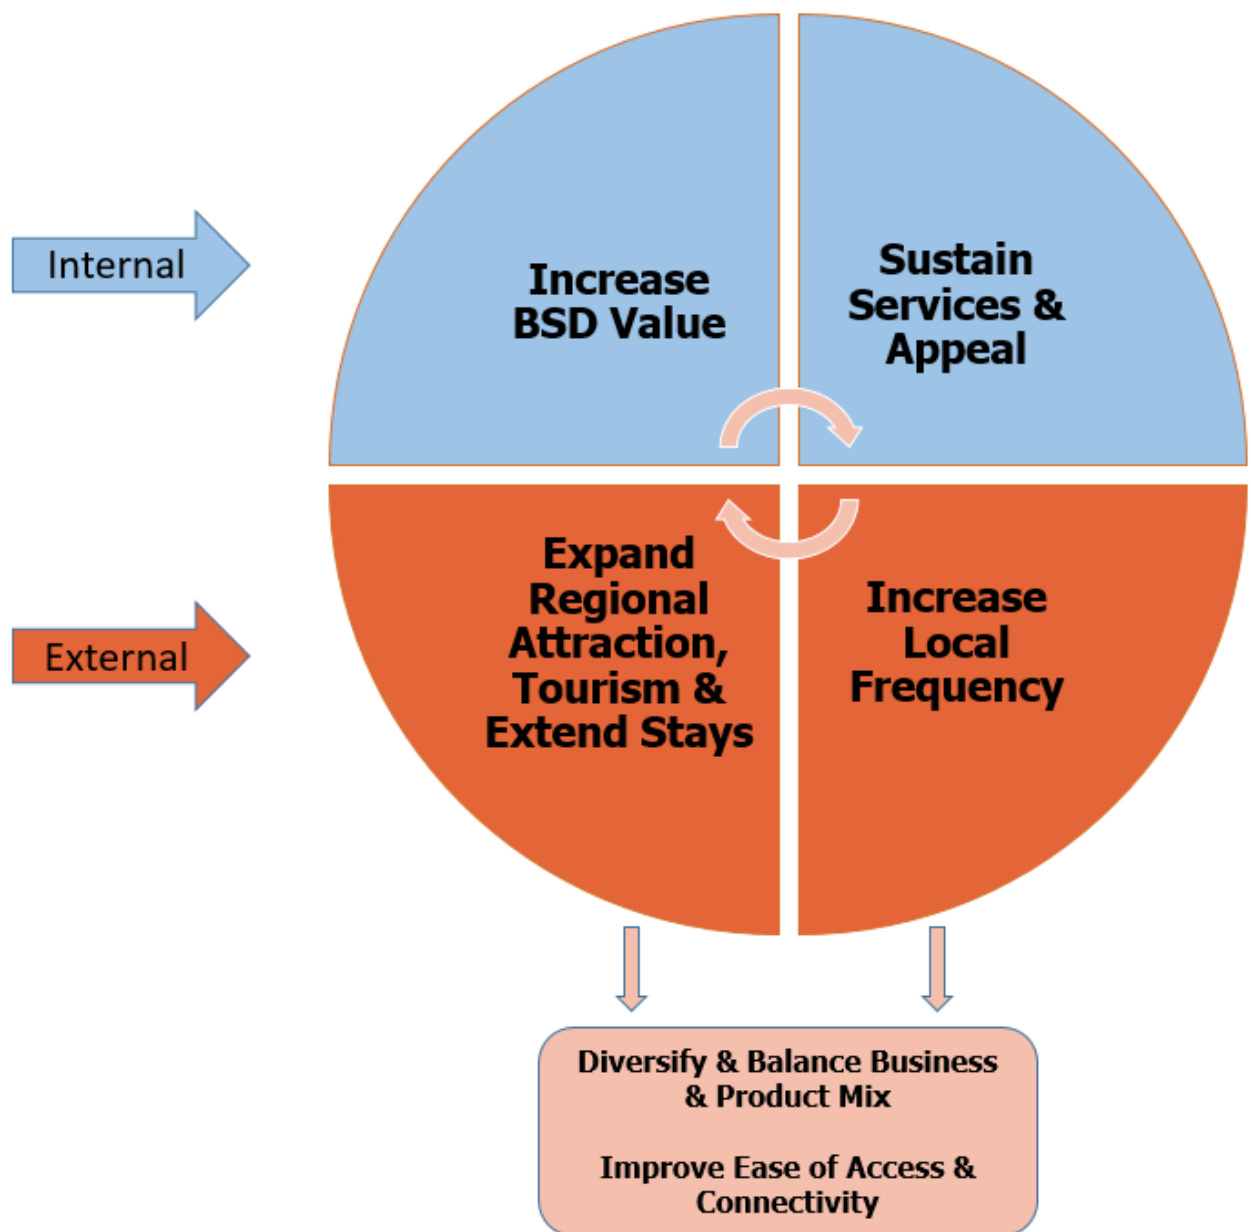 Internal
Increase
BSD Value
Sustain
Services &
Appeal
External
Expand
Regional
Attraction,
Tourism &
Extend Stays
Increase
Local
Frequency
Diversify & Balance Business
& Product Mix
Improve Ease of Access &
Connectivity